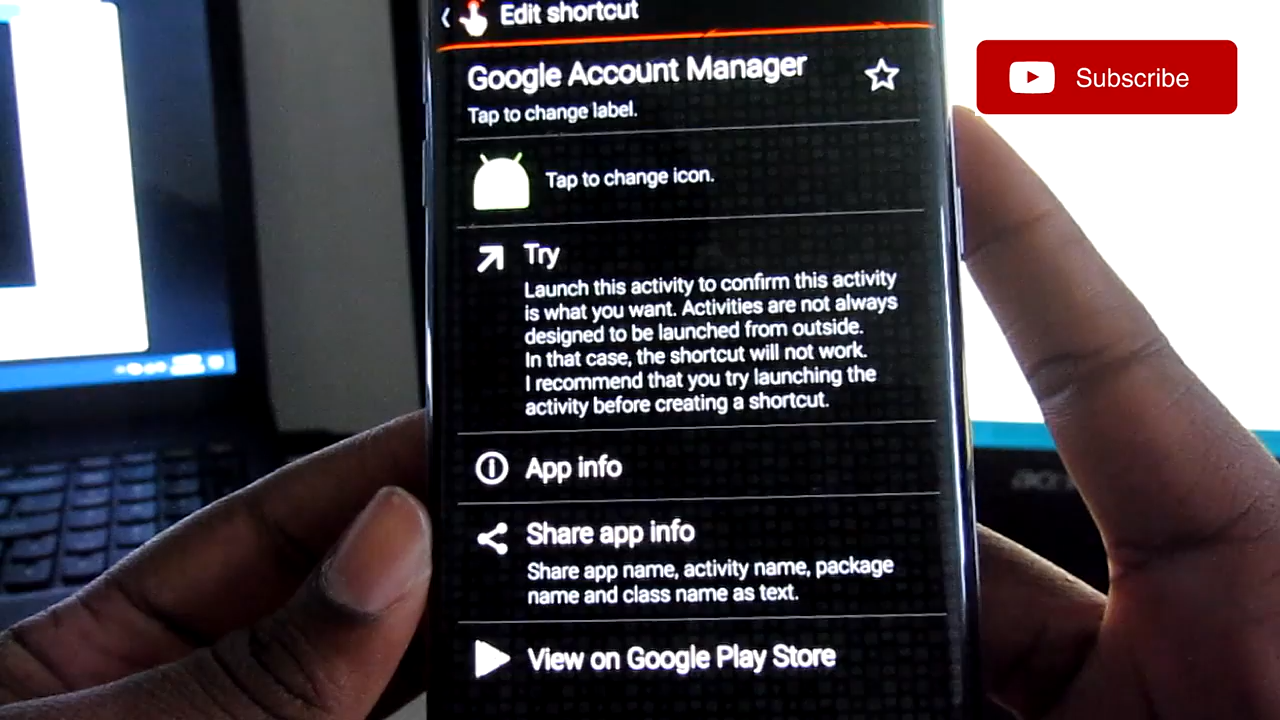 Edit shortcut
Subscribe
Google Account Manager
Tap to change label.
Tap to change icon.
Try
Launch this activity to confirm this activity
is what you want. Activities are not always
designed to be launched from outside.
In that case, the shortcut will not work.
I recommend that you try launching the
activity before creating a shortcut.
App info
Share app info
Share app name, activity name, package
name and class name as text.
View on Google Play Store
acer